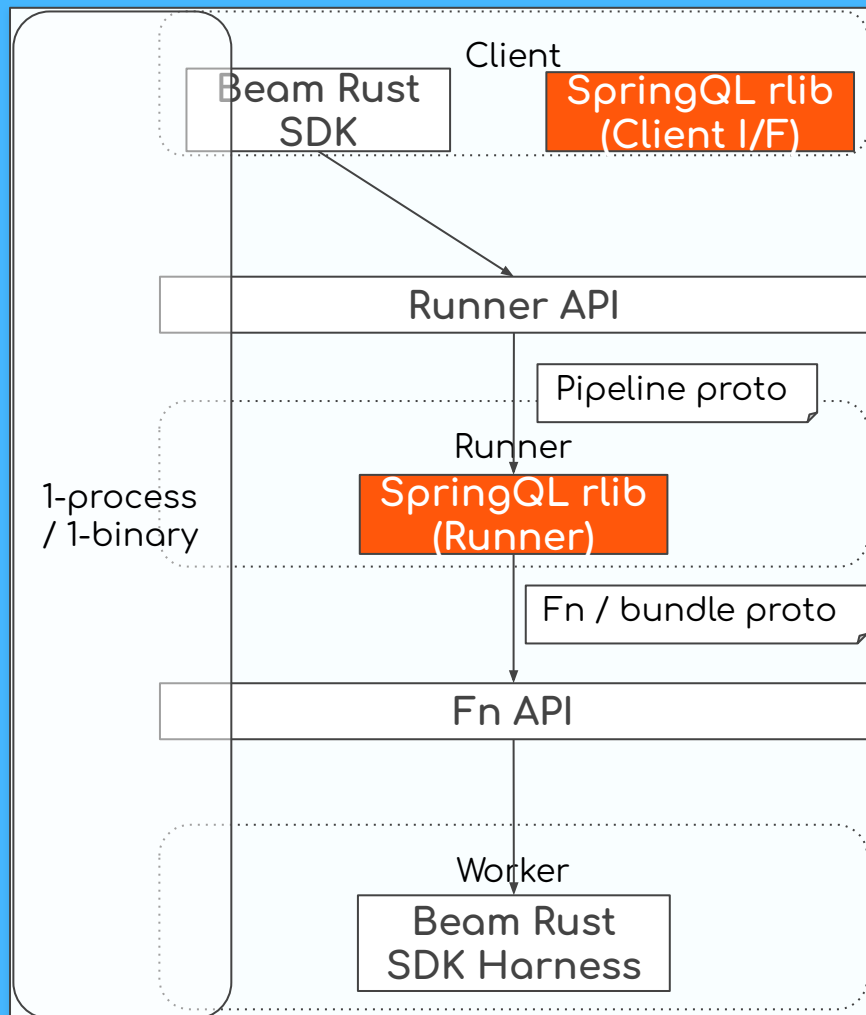 Client
Beam Rust
SDK
SpringQL rlib
(Client I/F)
Runner API
Pipeline proto
Runner
1-process
/ 1-binary
SpringQL rlib
(Runner)
Fn / bundle proto
Fn API
Worker
Beam Rust
SDK Harness